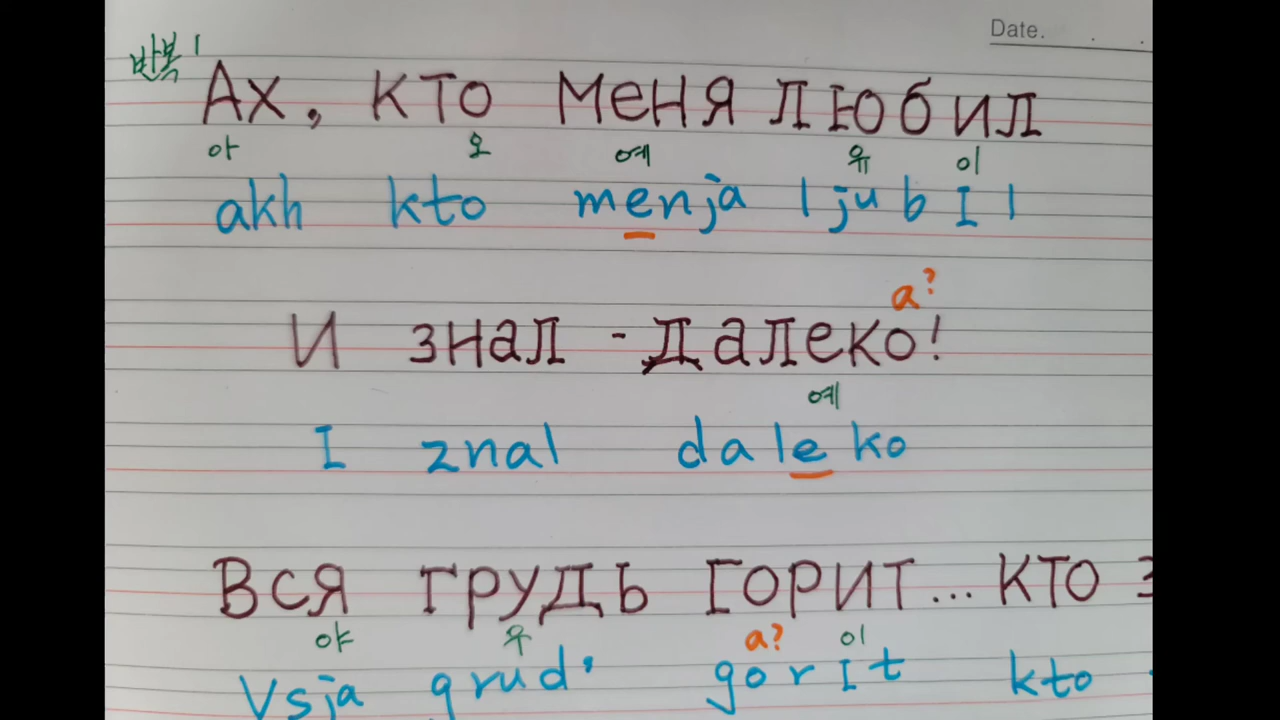 Date. . .
반복 1
Ах, кто меня любил
아 오 예 유 이
akh kto menja ljubIl
a?
И знал - далеко!
예
I znal daleko
Вся грудь горит... кто
야 우 a? 이
Vsja grud' gorIt kto